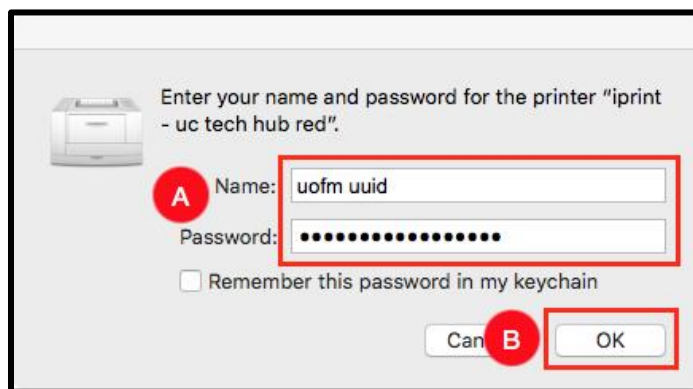 Enter your name and password for the printer “iprint
- uc tech hub red”.
A
Name: uofm uuid
Password: •••••••••••••••••
Remember this password in my keychain
Can B OK